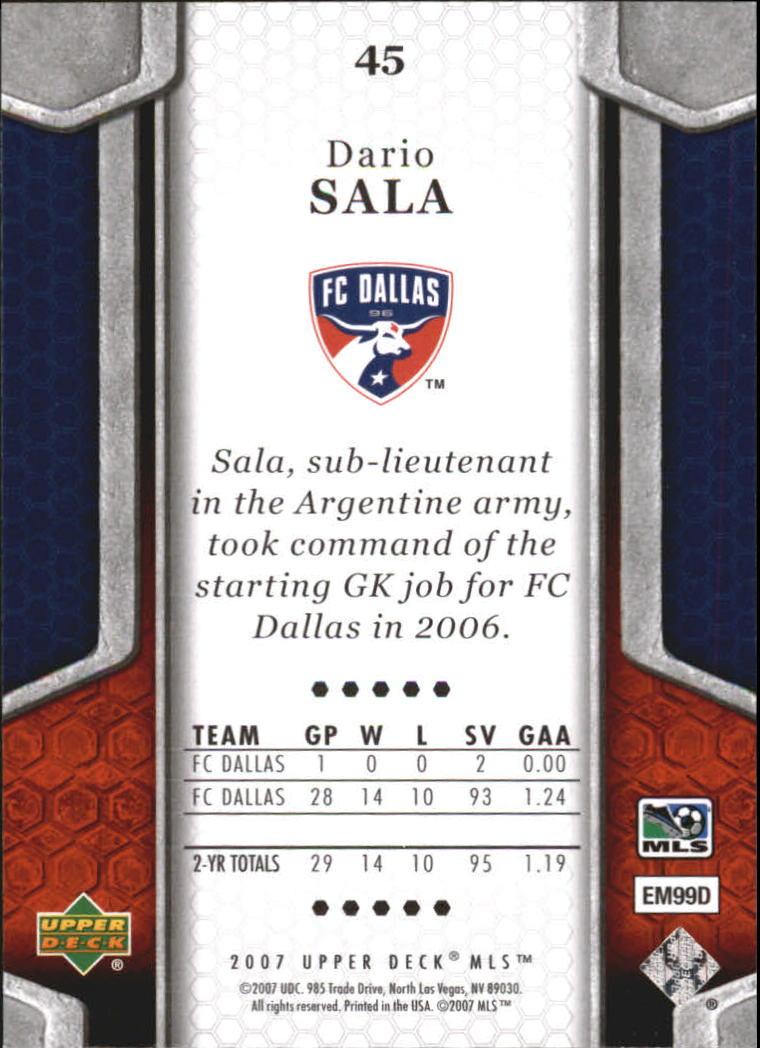 45
Dario
SALA
FC DALLAS
96
TM
Sala, sub-lieutenant
in the Argentine army,
took command of the
starting GK job for FC
Dallas in 2006.
TEAM GP W L SV GAA
FC DALLAS 1 0 0 2 0.00
FC DALLAS 28 14 10 93 1.24
2-YR TOTALS 29 14 10 95 1.19
MLS
EM99D
UPPER
D·E·C·K
®
®
2007 UPPER DECK® MLS™
©2007 UDC. 985 Trade Drive, North Las Vegas, NV 89030.
All rights reserved. Printed in the USA. ©2007 MLS™